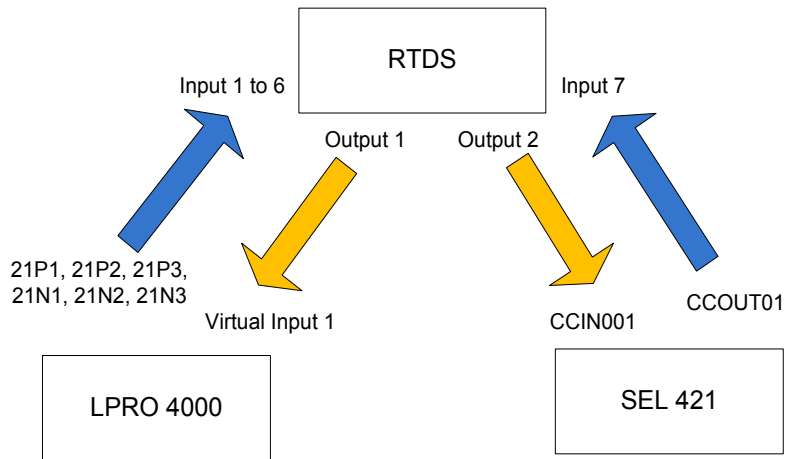 RTDS
Input 1 to 6
Input 7
Output 1
Output 2
21P1, 21P2, 21P3,
21N1, 21N2, 21N3
Virtual Input 1
CCIN001
CCOUT01
LPRO 4000
SEL 421